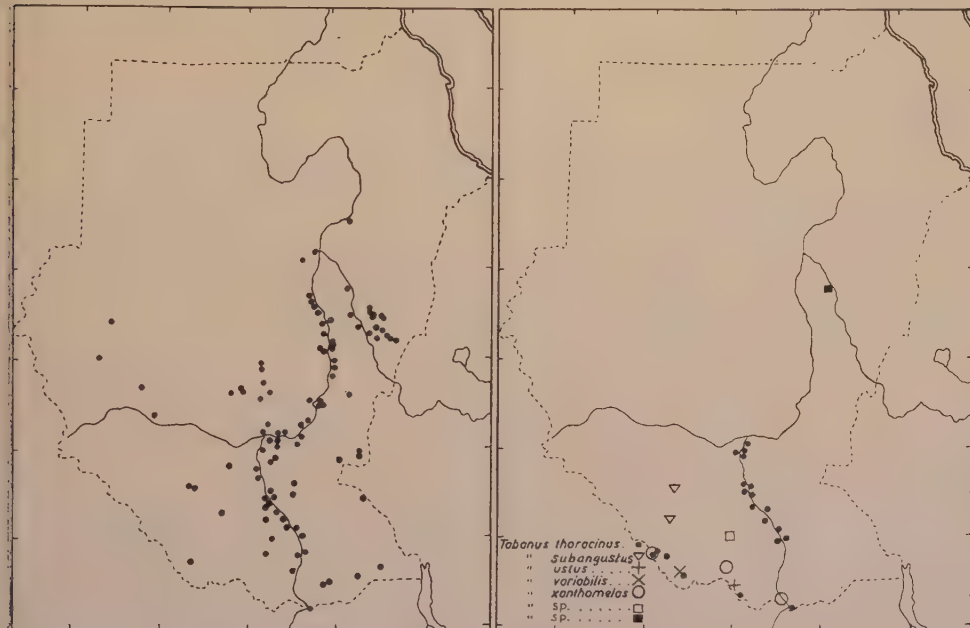 Tabanus thoracinus .
" subangustus
" ustus . . . .
" variabilis . . .
" xanthomelas
" sp. . . . . . .
" sp. . . . . . .